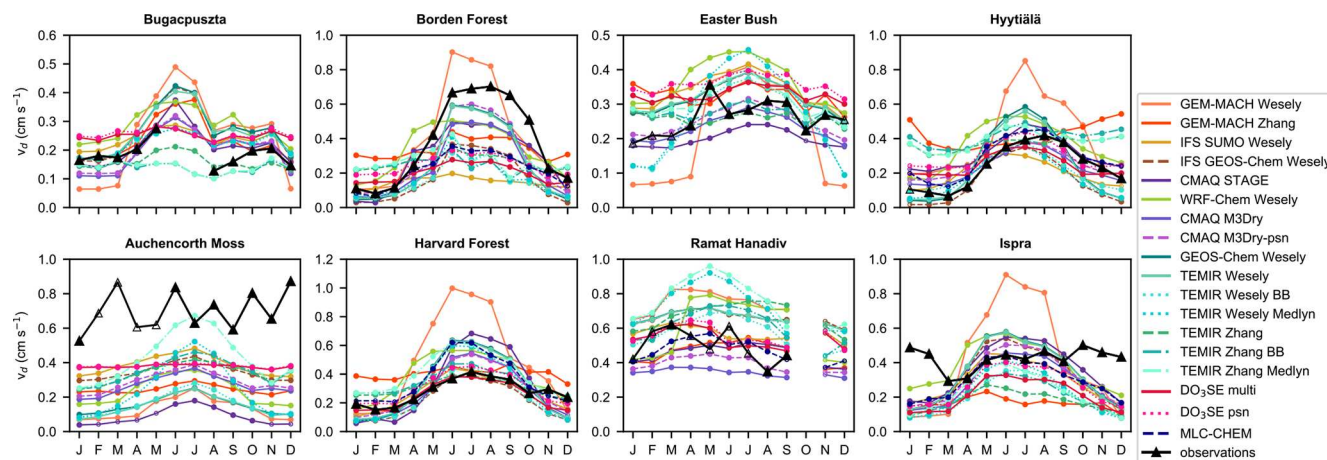 Bugacpuszta
Borden Forest
Easter Bush
Hyytiälä
v_d (cm s⁻¹)
0.6
0.5
0.4
0.3
0.2
0.1
0.0
1.0
0.8
0.6
0.4
0.2
0.0
0.5
0.4
0.3
0.2
0.1
0.0
1.0
0.8
0.6
0.4
0.2
0.0
Auchencorth Moss
Harvard Forest
Ramat Hanadiv
Ispra
v_d (cm s⁻¹)
1.0
0.8
0.6
0.4
0.2
0.0
1.2
1.0
0.8
0.6
0.4
0.2
0.0
1.0
0.8
0.6
0.4
0.2
0.0
1.0
0.8
0.6
0.4
0.2
0.0
J F M A M J J A S O N D
J F M A M J J A S O N D
J F M A M J J A S O N D
J F M A M J J A S O N D
GEM-MACH Wesely
GEM-MACH Zhang
IFS SUMO Wesely
IFS GEOS-Chem Wesely
CMAQ STAGE
WRF-Chem Wesely
CMAQ M3Dry
CMAQ M3Dry-psn
GEOS-Chem Wesely
TEMIR Wesely
TEMIR Wesely BB
TEMIR Wesely Medlyn
TEMIR Zhang
TEMIR Zhang BB
TEMIR Zhang Medlyn
DO₃SE multi
DO₃SE psn
MLC-CHEM
observations